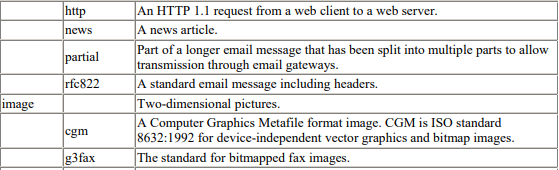 http An HTTP 1.1 request from a web client to a web server.
news A news article.
partial Part of a longer email message that has been split into multiple parts to allow
transmission through email gateways.
rfc822 A standard email message including headers.
image Two-dimensional pictures.
cgm A Computer Graphics Metafile format image. CGM is ISO standard
8632:1992 for device-independent vector graphics and bitmap images.
g3fax The standard for bitmapped fax images.